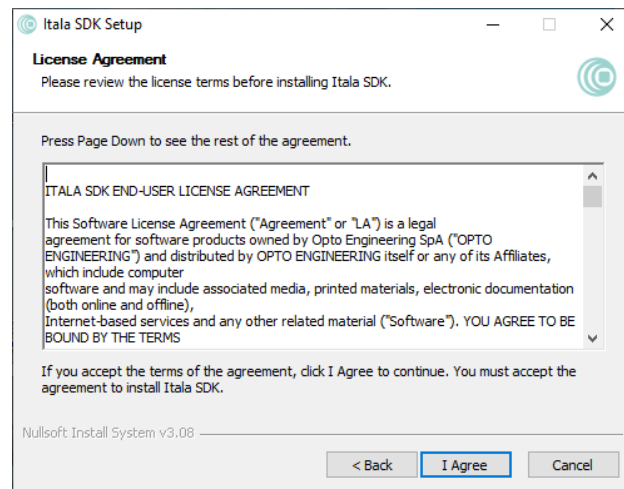 Itala SDK Setup
License Agreement
Please review the license terms before installing Itala SDK.
Press Page Down to see the rest of the agreement.
ITALA SDK END-USER LICENSE AGREEMENT
This Software License Agreement ("Agreement" or "LA") is a legal
agreement for software products owned by Opto Engineering SpA ("OPTO
ENGINEERING") and distributed by OPTO ENGINEERING itself or any of its Affiliates,
which include computer
software and may include associated media, printed materials, electronic documentation
(both online and offline),
Internet-based services and any other related material ("Software"). YOU AGREE TO BE
BOUND BY THE TERMS
If you accept the terms of the agreement, click I Agree to continue. You must accept the
agreement to install Itala SDK.
Nullsoft Install System v3.08
< Back I Agree Cancel